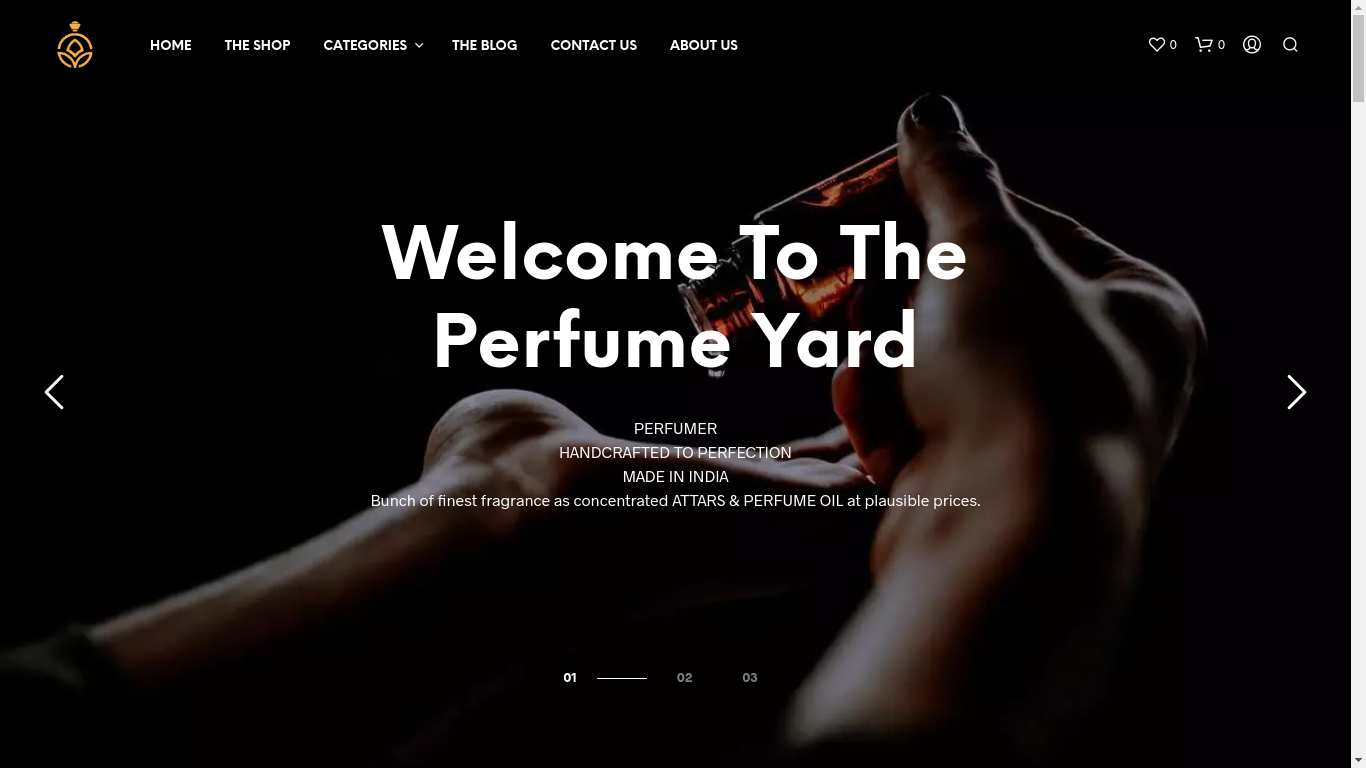 HOME
THE SHOP
CATEGORIES
THE BLOG
CONTACT US
ABOUT US
0
0
Welcome To The
Perfume Yard
PERFUMER
HANDCRAFTED TO PERFECTION
MADE IN INDIA
Bunch of finest fragrance as concentrated ATTARS & PERFUME OIL at plausible prices.
01
02
03